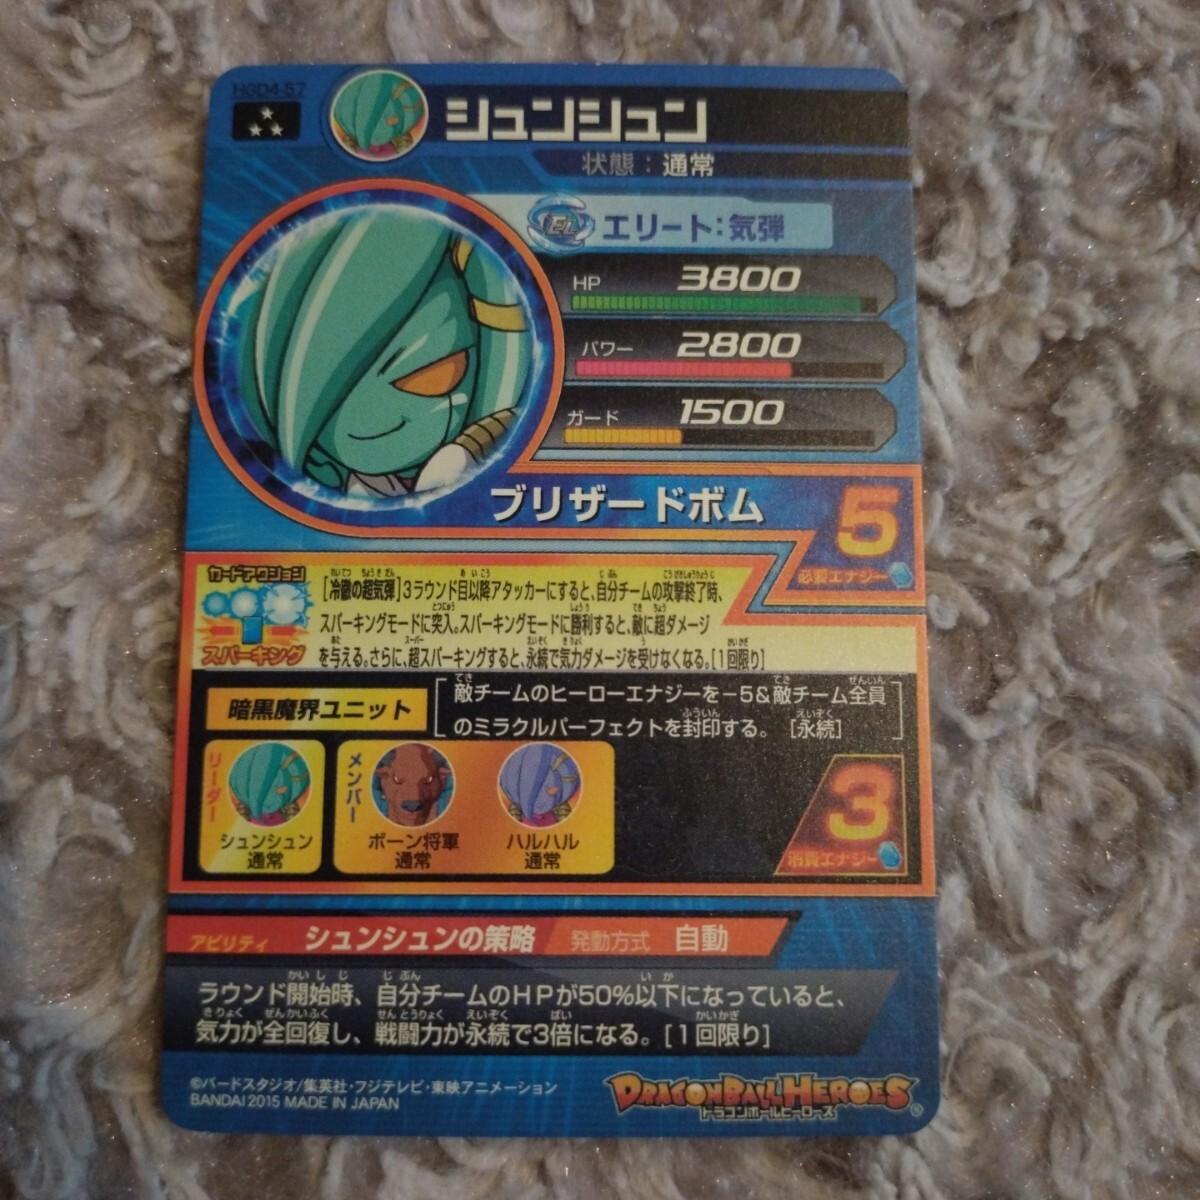 HGD4-57
シュンシュン
状態：通常
EL エリート：気弾
HP 3800
パワー 2800
ガード 1500
ブリザードボム
5
必要エナジー
カードアクション
スパーキング
[冷徹の超気弾]3ラウンド目以降アタッカーにすると、自分チームの攻撃終了時、
スパーキングモードに突入。スパーキングモードに勝利すると、敵に超ダメージ
を与える。さらに、超スパーキングすると、永続で気力ダメージを受けなくなる。[1回限り]
暗黒魔界ユニット
敵チームのヒーローエナジーを－5&敵チーム全員
のミラクルパーフェクトを封印する。 [永続]
リーダー
シュンシュン
通常
メンバー
ボーン将軍
通常
ハルハル
通常
3
消費エナジー
アビリティ シュンシュンの策略 発動方式 自動
ラウンド開始時、自分チームのHPが50%以下になっていると、
気力が全回復し、戦闘力が永続で3倍になる。[1回限り]
©バードスタジオ/集英社・フジテレビ・東映アニメーション
BANDAI 2015 MADE IN JAPAN
DRAGONBALL HEROES
ドラゴンボールヒーローズ